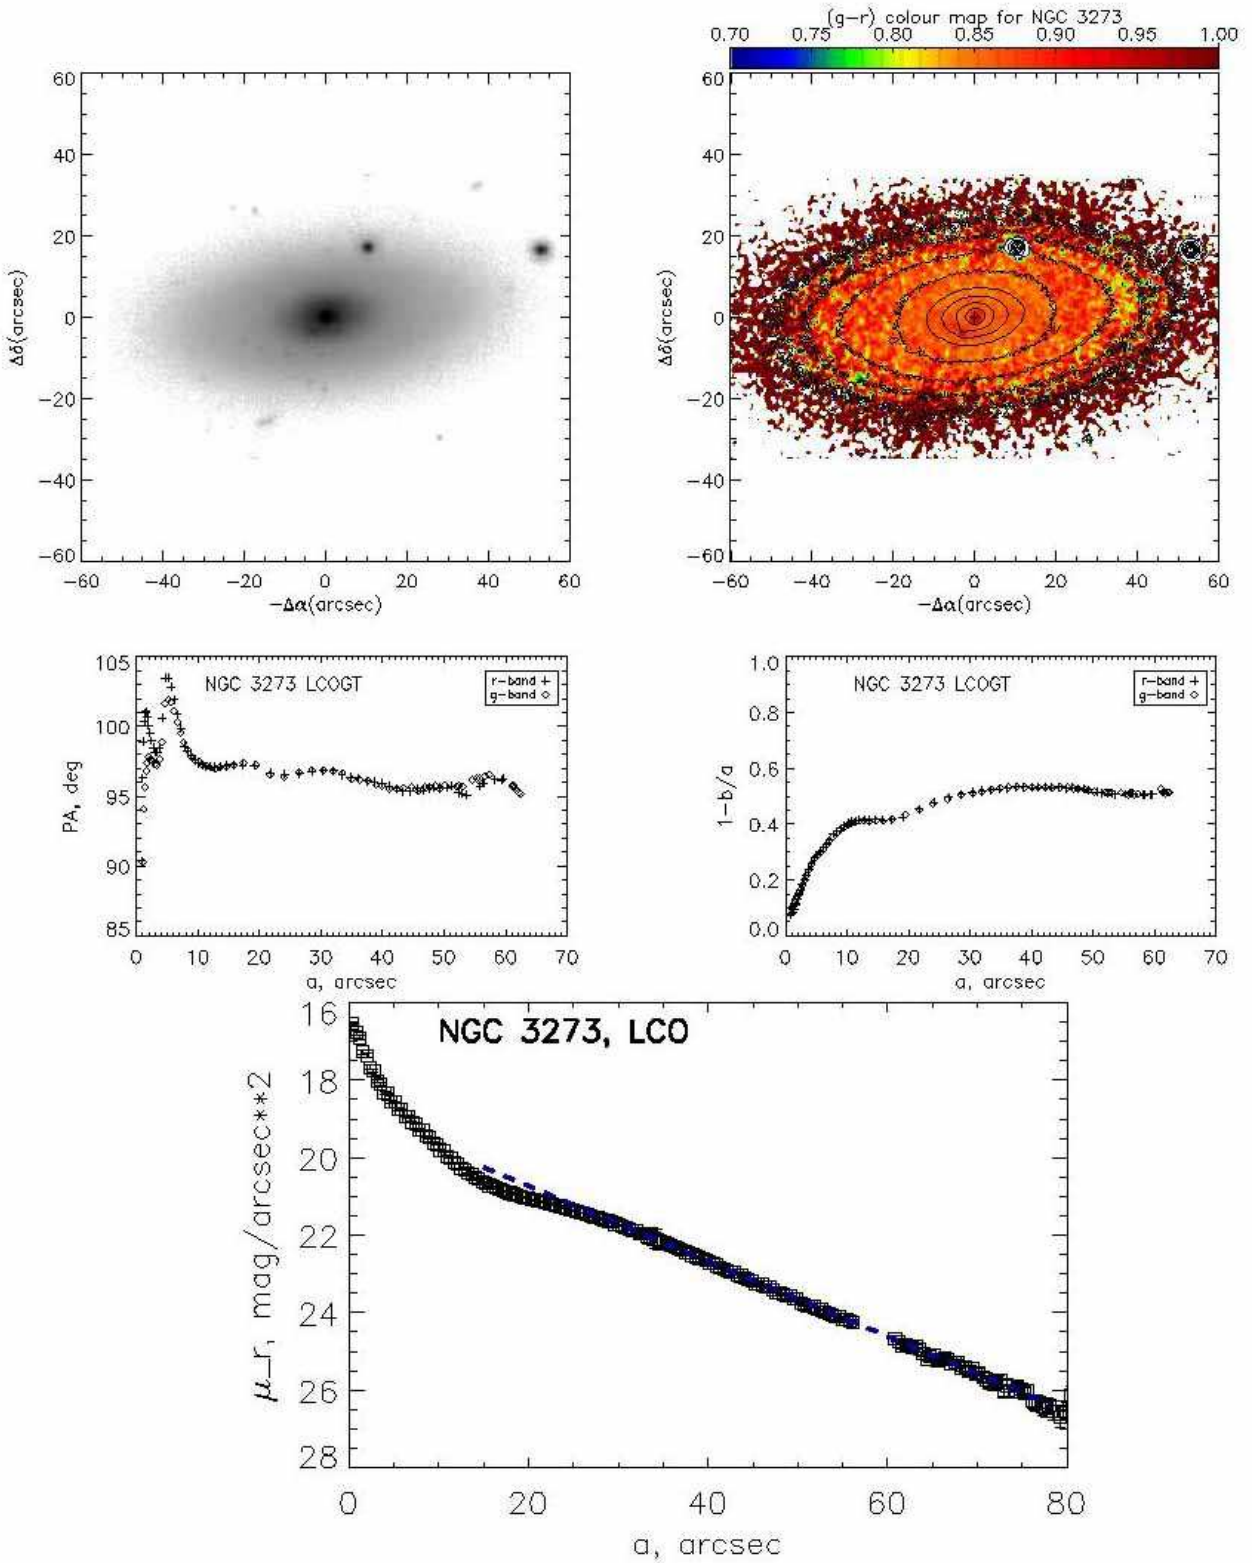 (g-r) colour map for NGC 3273
0.70 0.75 0.80 0.85 0.90 0.95 1.00
60
40
20
0
-20
-40
-60
Δδ(arcsec)
-60 -40 -20 0 20 40 60
-Δα(arcsec)
60
40
20
0
-20
-40
-60
Δδ(arcsec)
-60 -40 -20 0 20 40 60
-Δα(arcsec)
105
100
95
90
85
PA, deg
NGC 3273 LCOGT
r-band +
g-band ◇
0 10 20 30 40 50 60 70
a, arcsec
1.0
0.8
0.6
0.4
0.2
0.0
1-b/a
NGC 3273 LCOGT
r-band +
g-band ◇
0 10 20 30 40 50 60 70
a, arcsec
16
18
20
22
24
26
28
μ_r, mag/arcsec**2
NGC 3273, LCO
0 20 40 60 80
a, arcsec